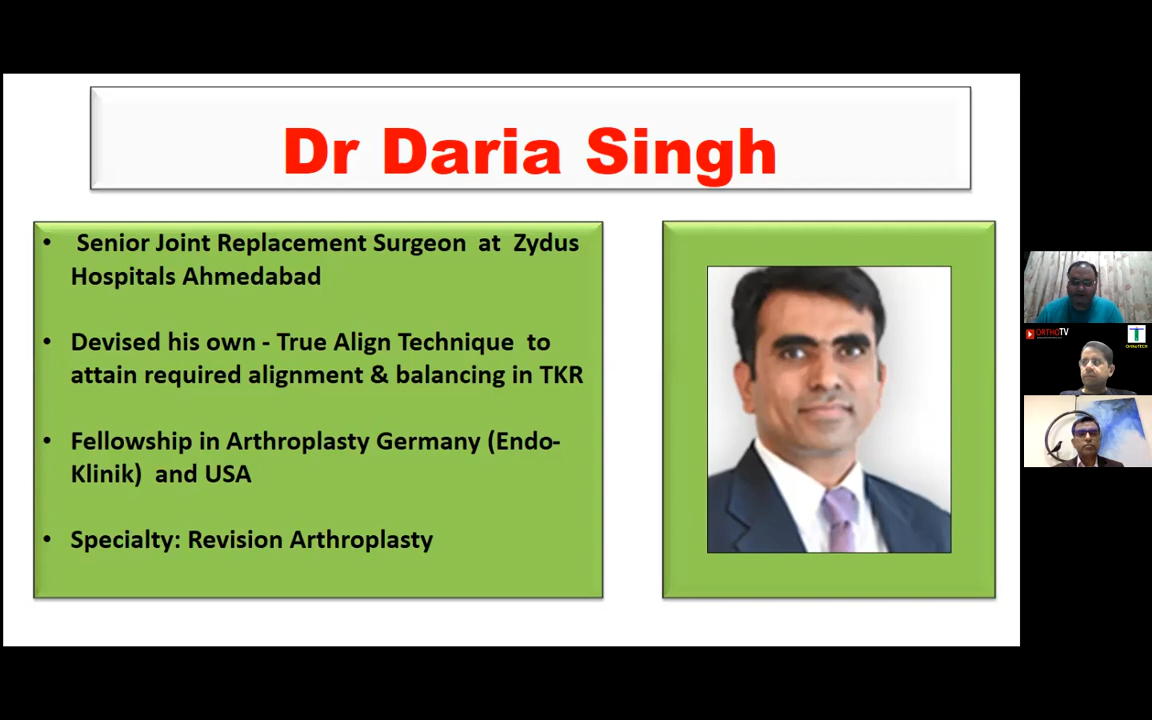 Dr Daria Singh
• Senior Joint Replacement Surgeon at Zydus
Hospitals Ahmedabad
• Devised his own - True Align Technique to
attain required alignment & balancing in TKR
• Fellowship in Arthroplasty Germany (Endo-
Klinik) and USA
• Specialty: Revision Arthroplasty
ORTHOTV
OrthoTECH